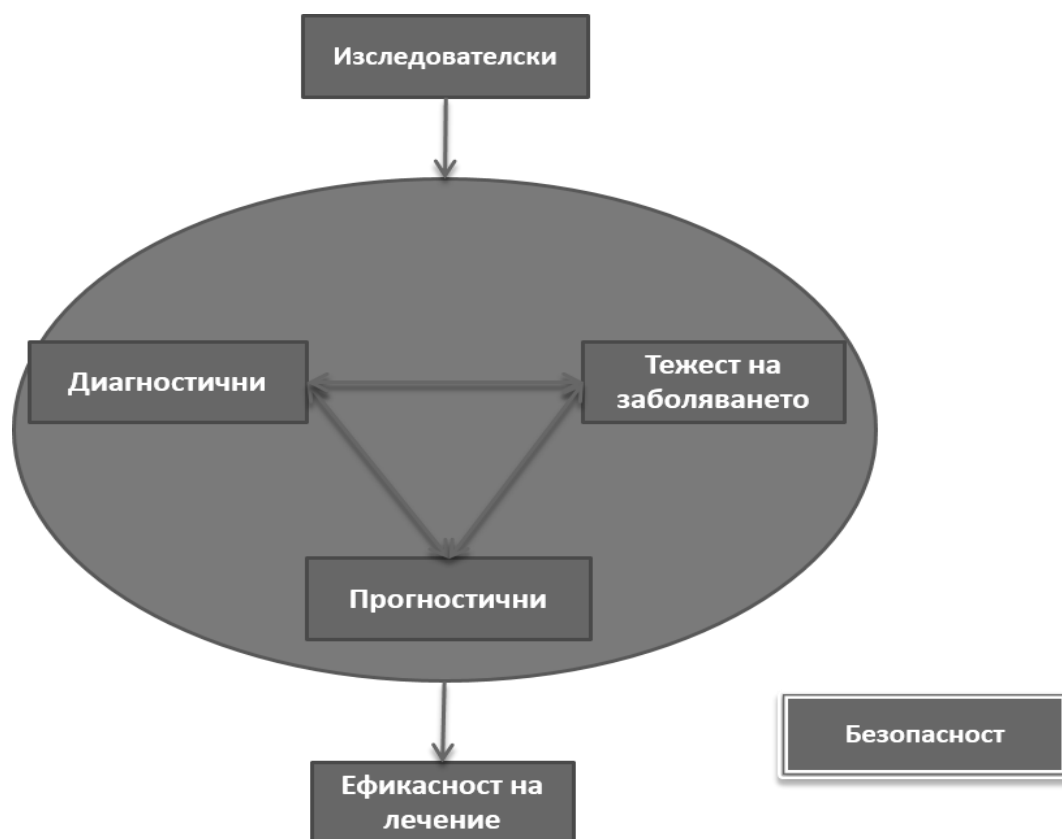 Изследователски
Диагностични
Тежест на
заболяването
Прогностични
Безопасност
Ефикасност на
лечение